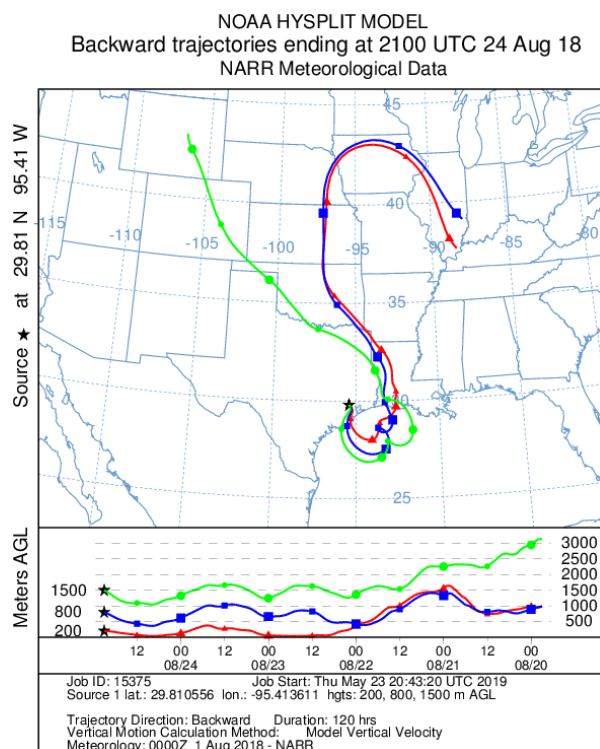 NOAA HYSPLIT MODEL
Backward trajectories ending at 2100 UTC 24 Aug 18
NARR Meteorological Data
Source ★ at 29.81 N 95.41 W
45
40
-115
-110
-105
-100
-95
-90
-85
-80
35
30
25
Meters AGL
3000
2500
2000
1500 1500
1000
800
500
200
12 00 12 00 12 00 12 00 12 00
08/24 08/23 08/22 08/21 08/20
Job ID: 15375 Job Start: Thu May 23 20:43:20 UTC 2019
Source 1 lat.: 29.810556 lon.: -95.413611 hgts: 200, 800, 1500 m AGL
Trajectory Direction: Backward Duration: 120 hrs
Vertical Motion Calculation Method: Model Vertical Velocity
Meteorology: 0000Z 1 Aug 2018 - NARR